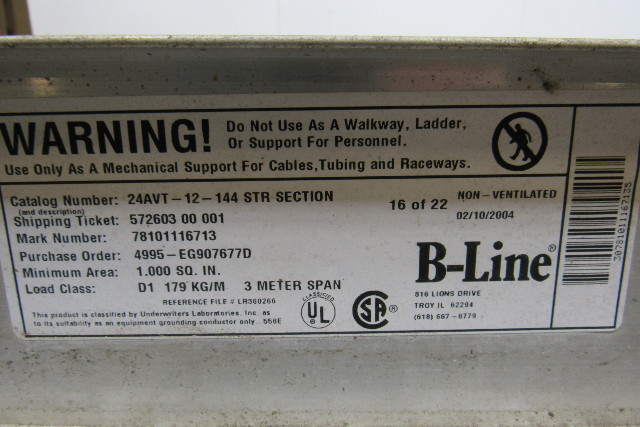 WARNING! Do Not Use As A Walkway, Ladder,
Or Support For Personnel.
Use Only As A Mechanical Support For Cables,Tubing and Raceways.
Catalog Number: 24AVT-12-144 STR SECTION
(and description)
16 of 22 NON-VENTILATED
Shipping Ticket: 572603 00 001
02/10/2004
Mark Number: 78101116713
Purchase Order: 4995-EG907677D
Minimum Area: 1.000 SQ. IN.
Load Class: D1 179 KG/M 3 METER SPAN
REFERENCE FILE # LR360266
This product is classified by Underwriters Laboratories, Inc. as
to its suitability as an equipment grounding conductor only. 556E
CLASSIFIED
UL
®
SA
®
B-Line®
816 LIONS DRIVE
TROY IL 62294
(618) 667-6779
30781011167135